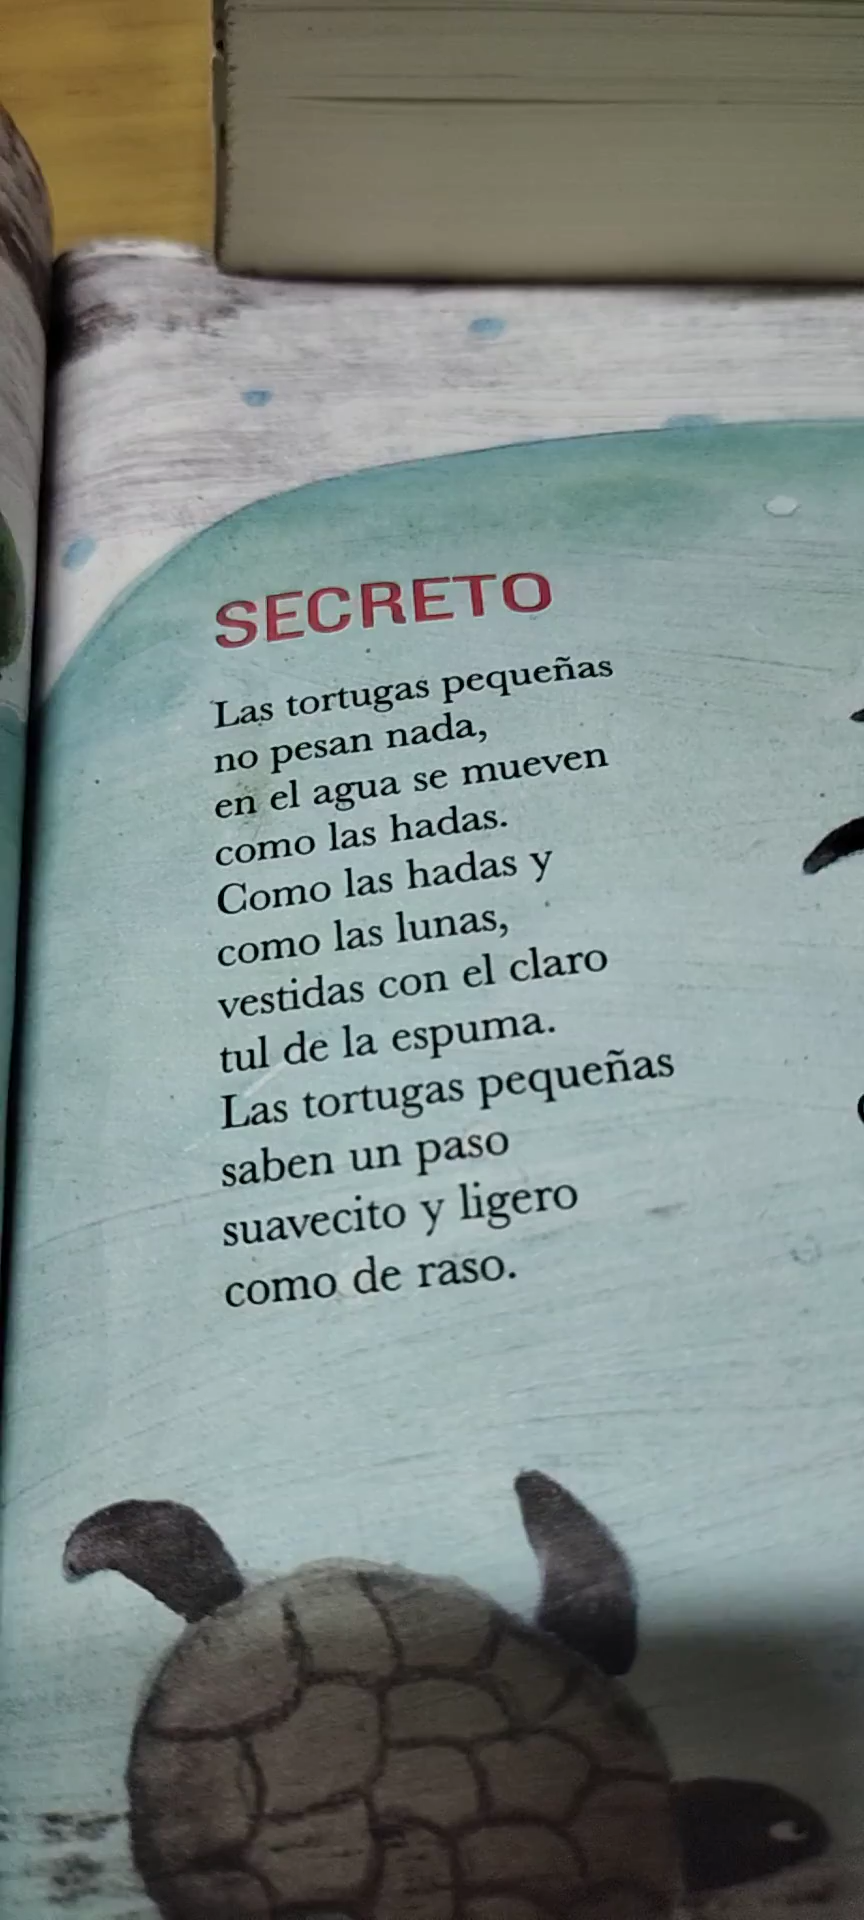 SECRETO
Las tortugas pequeñas
no pesan nada,
en el agua se mueven
como las hadas.
Como las hadas y
como las lunas,
vestidas con el claro
tul de la espuma.
Las tortugas pequeñas
saben un paso
suavecito y ligero
como de raso.